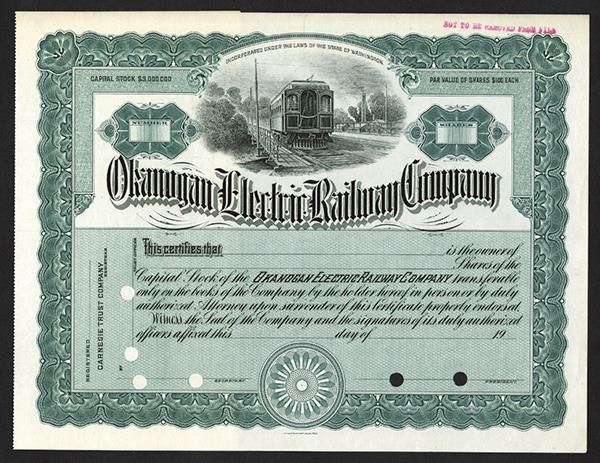 NOT TO BE REMOVED FROM FILE
INCORPORATED UNDER THE LAWS OF THE STATE OF WASHINGTON.
CAPITAL STOCK $3,000,000
PAR VALUE OF SHARES $100 EACH
NUMBER
SHARES
Okanogan Electric Railway Company
This certifies that is the owner of
Shares of the
Capital Stock of the OKANOGAN ELECTRIC RAILWAY COMPANY transferable
only on the books of the Company by the holder hereof in person or by duly
authorized Attorney upon surrender of this Certificate properly endorsed.
Witness the Seal of the Company and the signatures of its duly authorized
officers affixed this day of 19
SECRETARY.
PRESIDENT.
REGISTERED
CARNEGIE TRUST COMPANY
REGISTRAR
BY